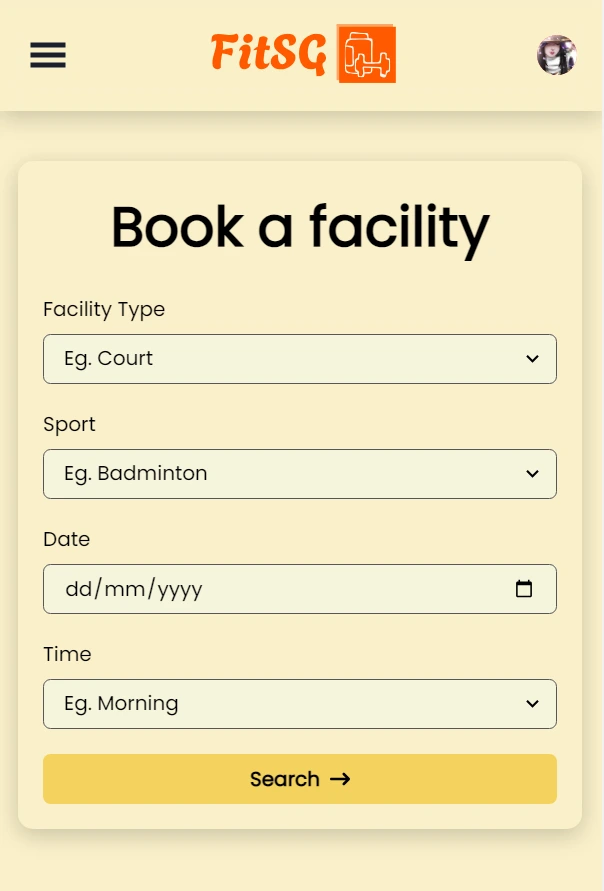 FitSG
Book a facility
Facility Type
Eg. Court
Sport
Eg. Badminton
Date
dd/mm/yyyy
Time
Eg. Morning
Search →